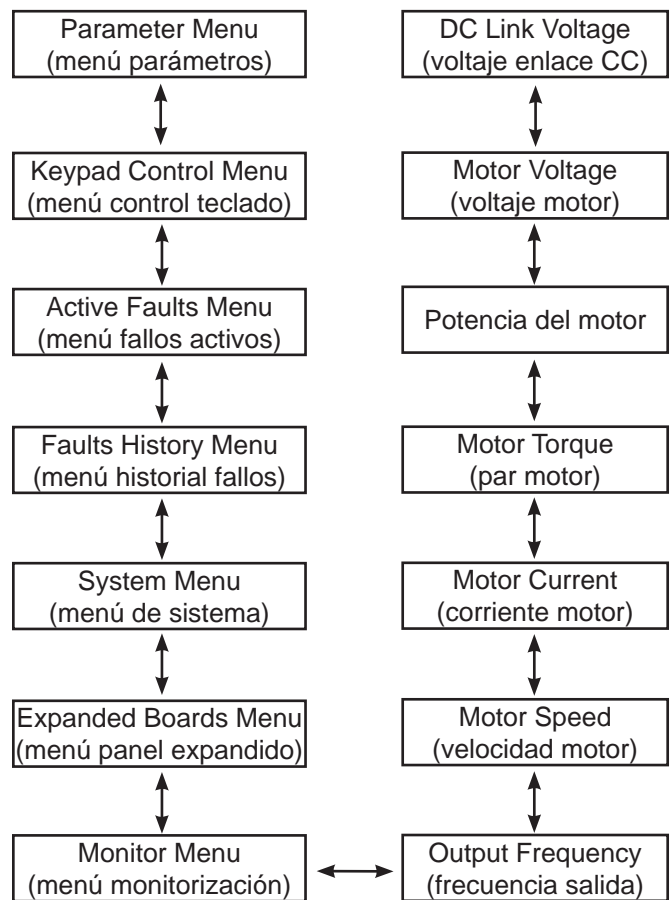 Parameter Menu
(menú parámetros)
Keypad Control Menu
(menú control teclado)
Active Faults Menu
(menú fallos activos)
Faults History Menu
(menú historial fallos)
System Menu
(menú de sistema)
Expanded Boards Menu
(menú panel expandido)
Monitor Menu
(menú monitorización)
DC Link Voltage
(voltaje enlace CC)
Motor Voltage
(voltaje motor)
Potencia del motor
Motor Torque
(par motor)
Motor Current
(corriente motor)
Motor Speed
(velocidad motor)
Output Frequency
(frecuencia salida)